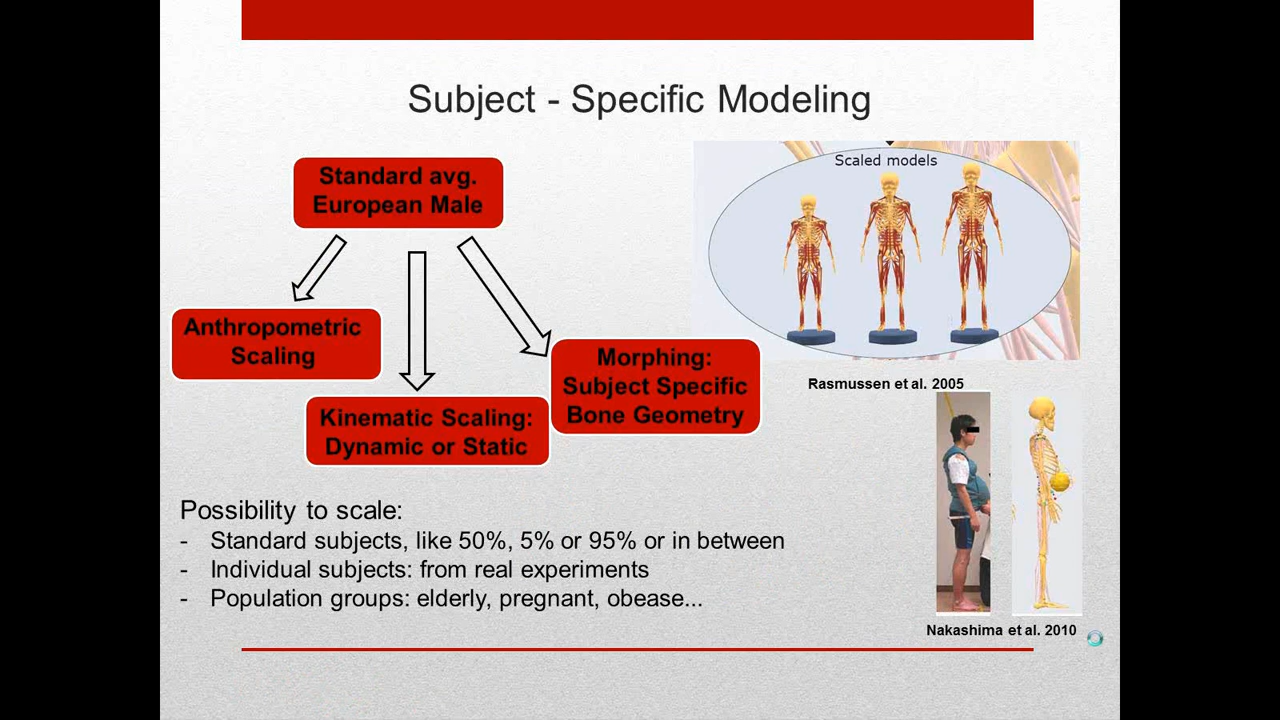 Subject - Specific Modeling
Standard avg.
European Male
Anthropometric
Scaling
Kinematic Scaling:
Dynamic or Static
Morphing:
Subject Specific
Bone Geometry
Scaled models
Rasmussen et al. 2005
Possibility to scale:
- Standard subjects, like 50%, 5% or 95% or in between
- Individual subjects: from real experiments
- Population groups: elderly, pregnant, obease...
Nakashima et al. 2010